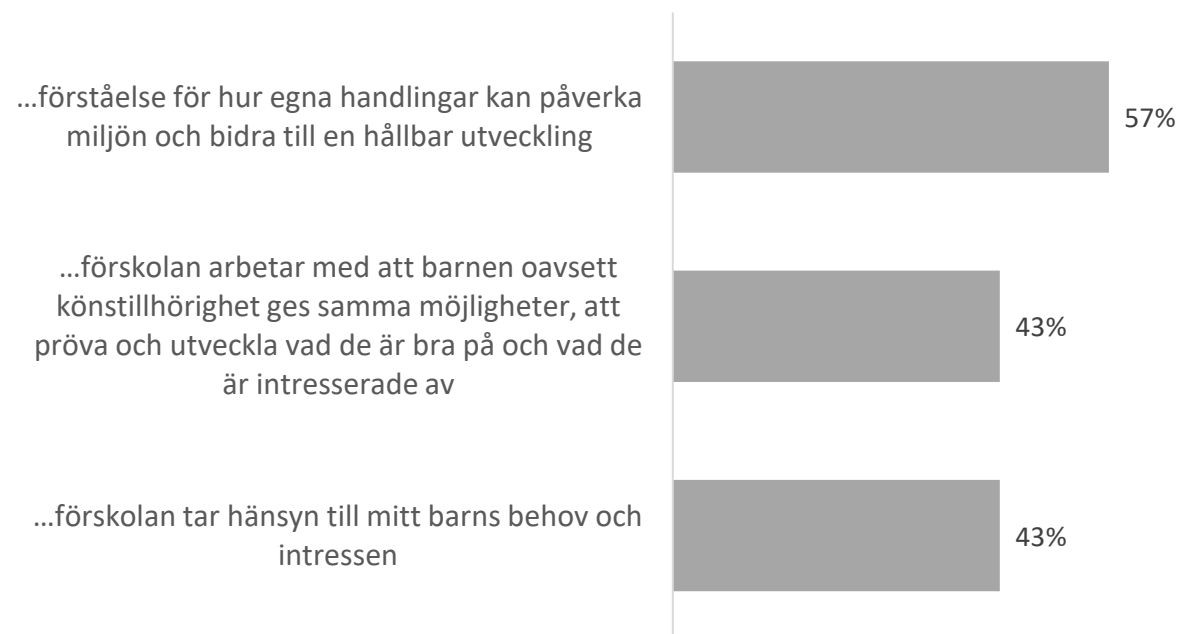 …förståelse för hur egna handlingar kan påverka
miljön och bidra till en hållbar utveckling
57%
…förskolan arbetar med att barnen oavsett
könstillhörighet ges samma möjligheter, att
pröva och utveckla vad de är bra på och vad de
är intresserade av
43%
…förskolan tar hänsyn till mitt barns behov och
intressen
43%